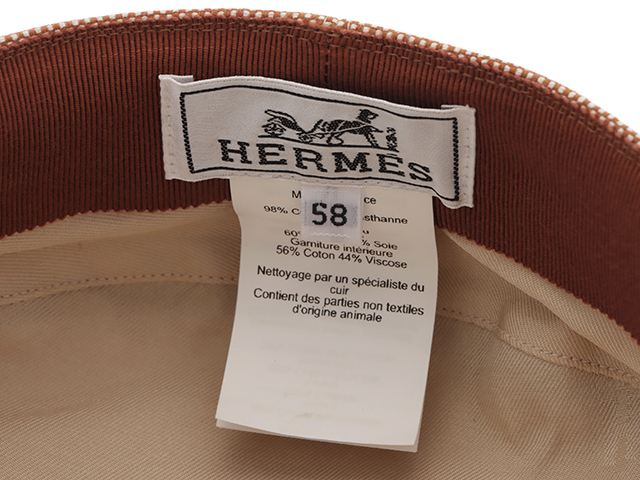 HERMES
58
98%
60
% Soie
Garniture intérieure
56% Coton 44% Viscose
Nettoyage par un spécialiste du
cuir
Contient des parties non textiles
d'origine animale